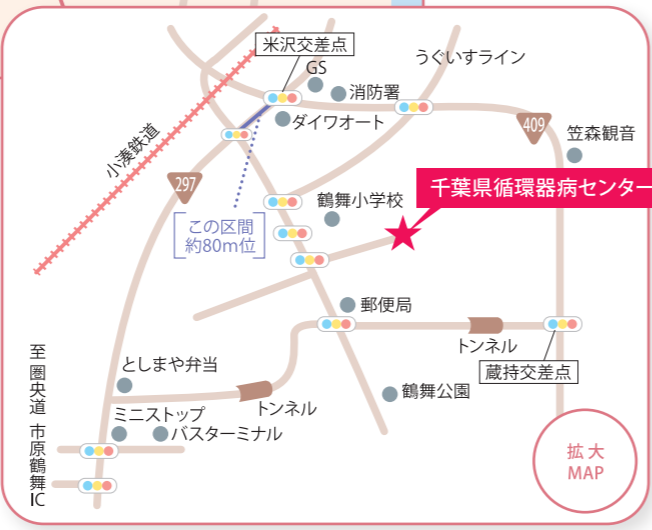 米沢交差点
GS
うぐいすライン
消防署
ダイワオート
409
笠森観音
小湊鉄道
297
千葉県循環器病センター
鶴舞小学校
この区間
約80m位
郵便局
トンネル
蔵持交差点
至 圏央道 市原鶴舞IC
としまや弁当
トンネル
鶴舞公園
ミニストップ
バスターミナル
拡大
MAP